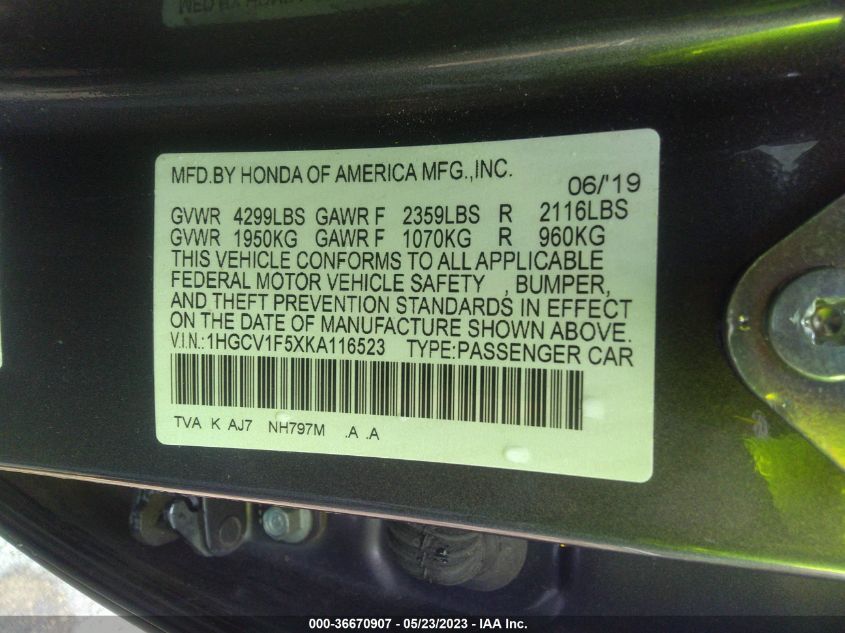 MFD.BY HONDA OF AMERICA MFG.,INC.
06/'19
GVWR 4299LBS GAWR F 2359LBS R 2116LBS
GVWR 1950KG GAWR F 1070KG R 960KG
THIS VEHICLE CONFORMS TO ALL APPLICABLE
FEDERAL MOTOR VEHICLE SAFETY , BUMPER,
AND THEFT PREVENTION STANDARDS IN EFFECT
ON THE DATE OF MANUFACTURE SHOWN ABOVE.
V.I.N.:1HGCV1F5XKA116523 TYPE:PASSENGER CAR
TVA K AJ7 NH797M .A .A
000-36670907 - 05/23/2023 - IAA Inc.